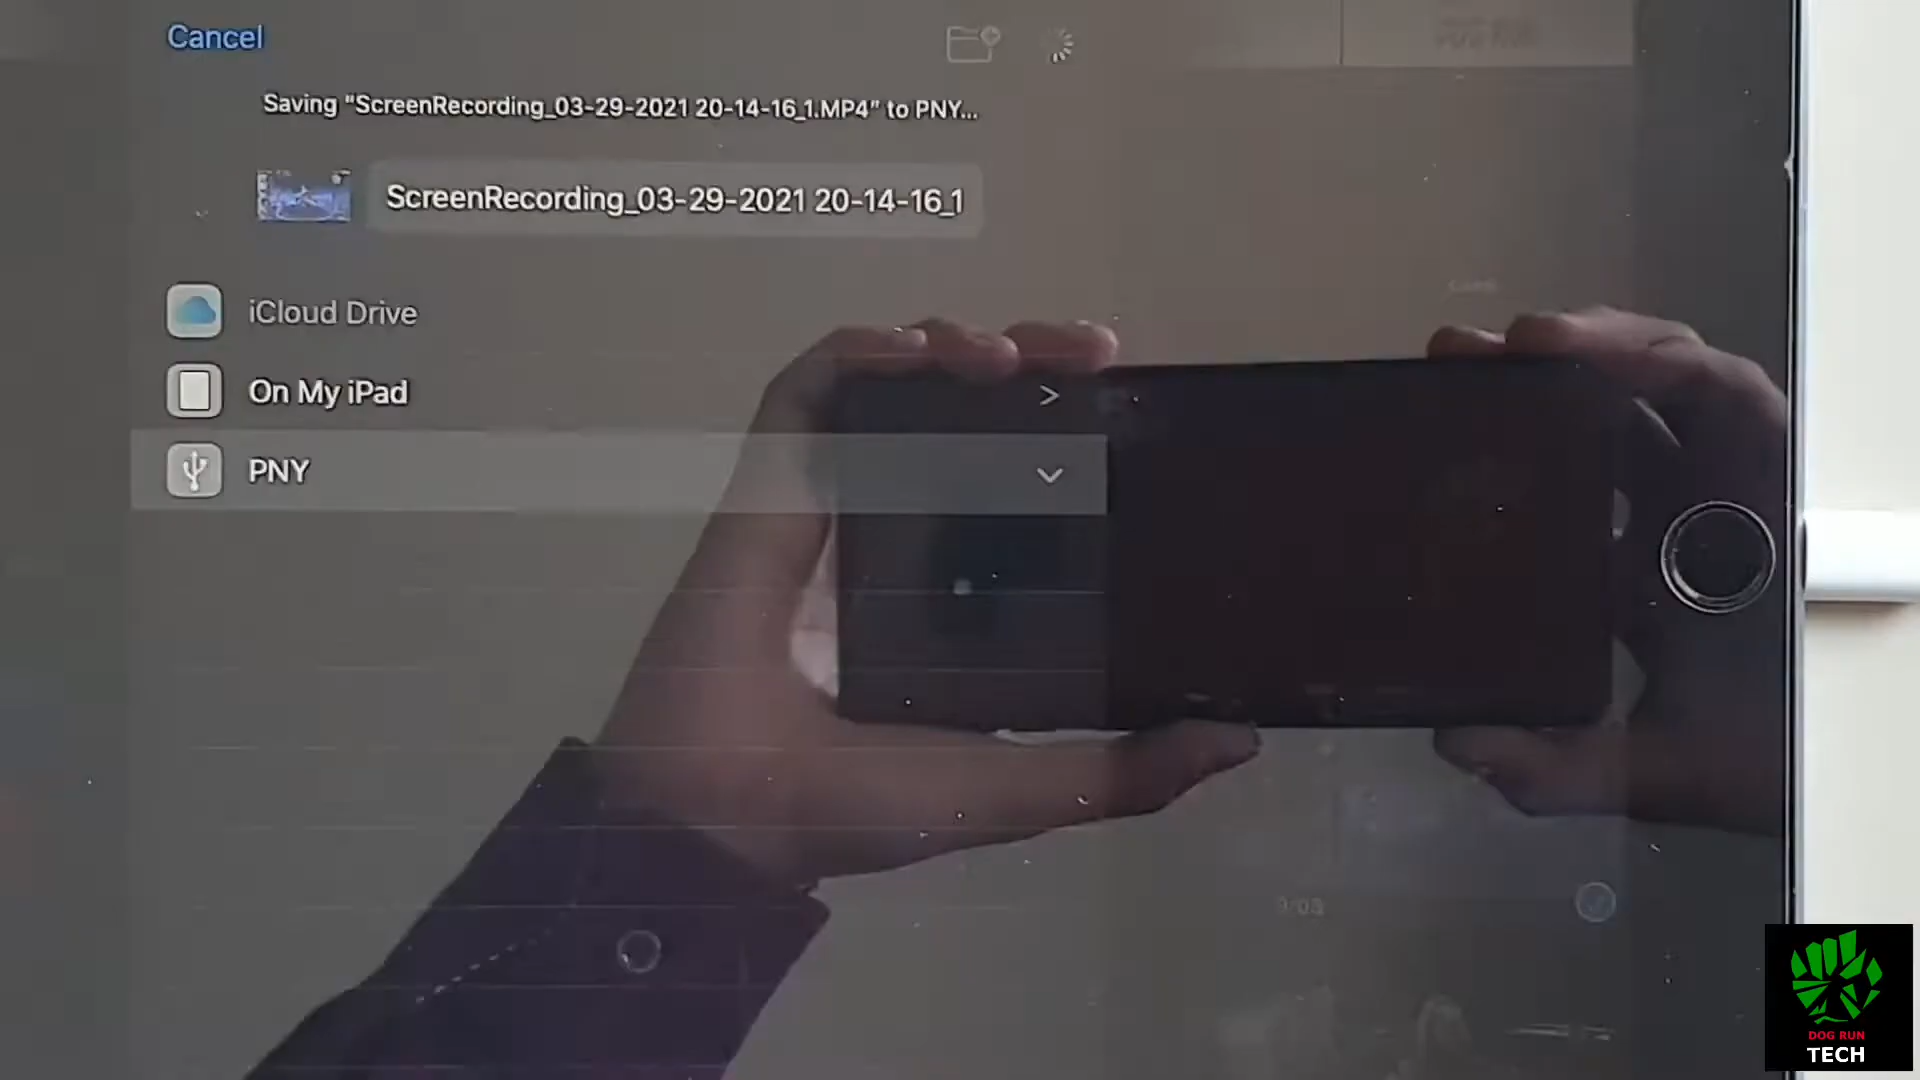 Cancel
Saving "ScreenRecording_03-29-2021 20-14-16_1.MP4" to PNY...
ScreenRecording_03-29-2021 20-14-16_1
iCloud Drive
On My iPad
PNY
DOG RUN
TECH